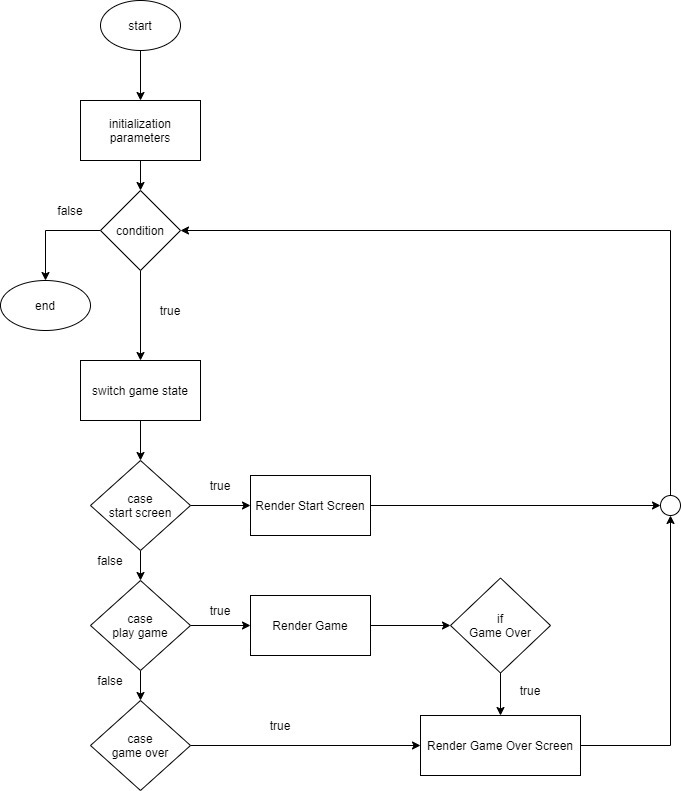 start
initialization
parameters
false
condition
end
true
switch game state
case
start screen
true
Render Start Screen
false
case
play game
true
Render Game
if
Game Over
false
true
case
game over
true
Render Game Over Screen